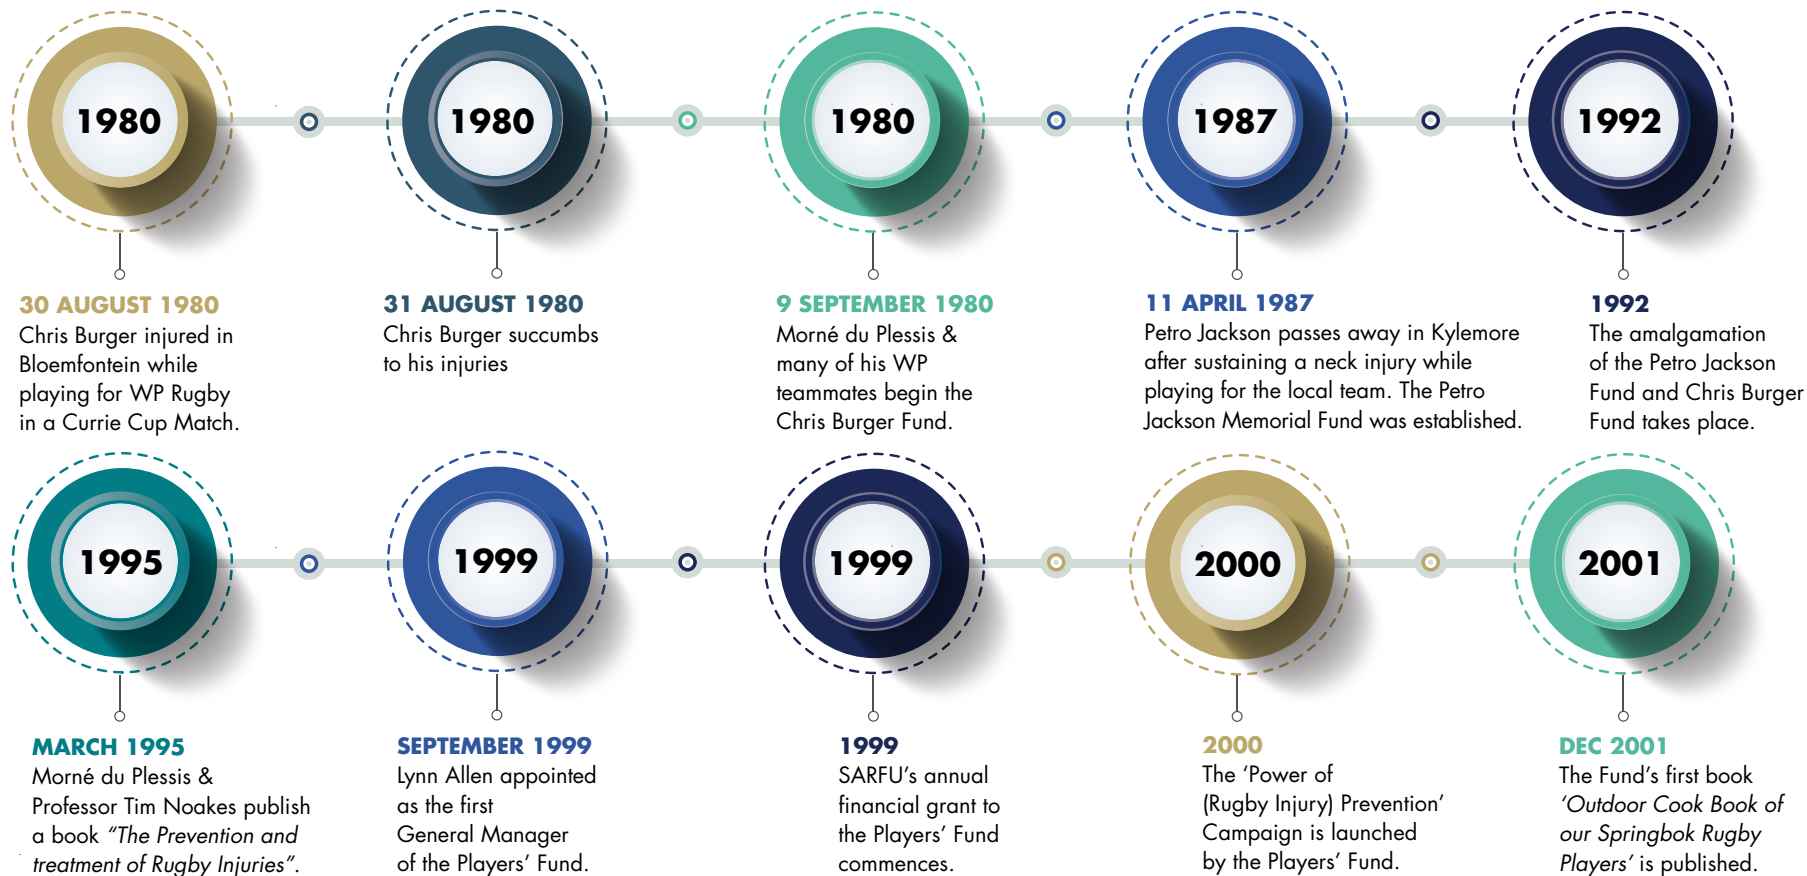 1980
1980
1980
1987
1992
30 AUGUST 1980
Chris Burger injured in
Bloemfontein while
playing for WP Rugby
in a Currie Cup Match.
31 AUGUST 1980
Chris Burger succumbs
to his injuries
9 SEPTEMBER 1980
Morné du Plessis &
many of his WP
teammates begin the
Chris Burger Fund.
11 APRIL 1987
Petro Jackson passes away in Kylemore
after sustaining a neck injury while
playing for the local team. The Petro
Jackson Memorial Fund was established.
1992
The amalgamation
of the Petro Jackson
Fund and Chris Burger
Fund takes place.
1995
1999
1999
2000
2001
MARCH 1995
Morné du Plessis &
Professor Tim Noakes publish
a book “The Prevention and
treatment of Rugby Injuries”.
SEPTEMBER 1999
Lynn Allen appointed
as the first
General Manager
of the Players’ Fund.
1999
SARFU’s annual
financial grant to
the Players’ Fund
commences.
2000
The ‘Power of
(Rugby Injury) Prevention’
Campaign is launched
by the Players’ Fund.
DEC 2001
The Fund’s first book
‘Outdoor Cook Book of
our Springbok Rugby
Players’ is published.